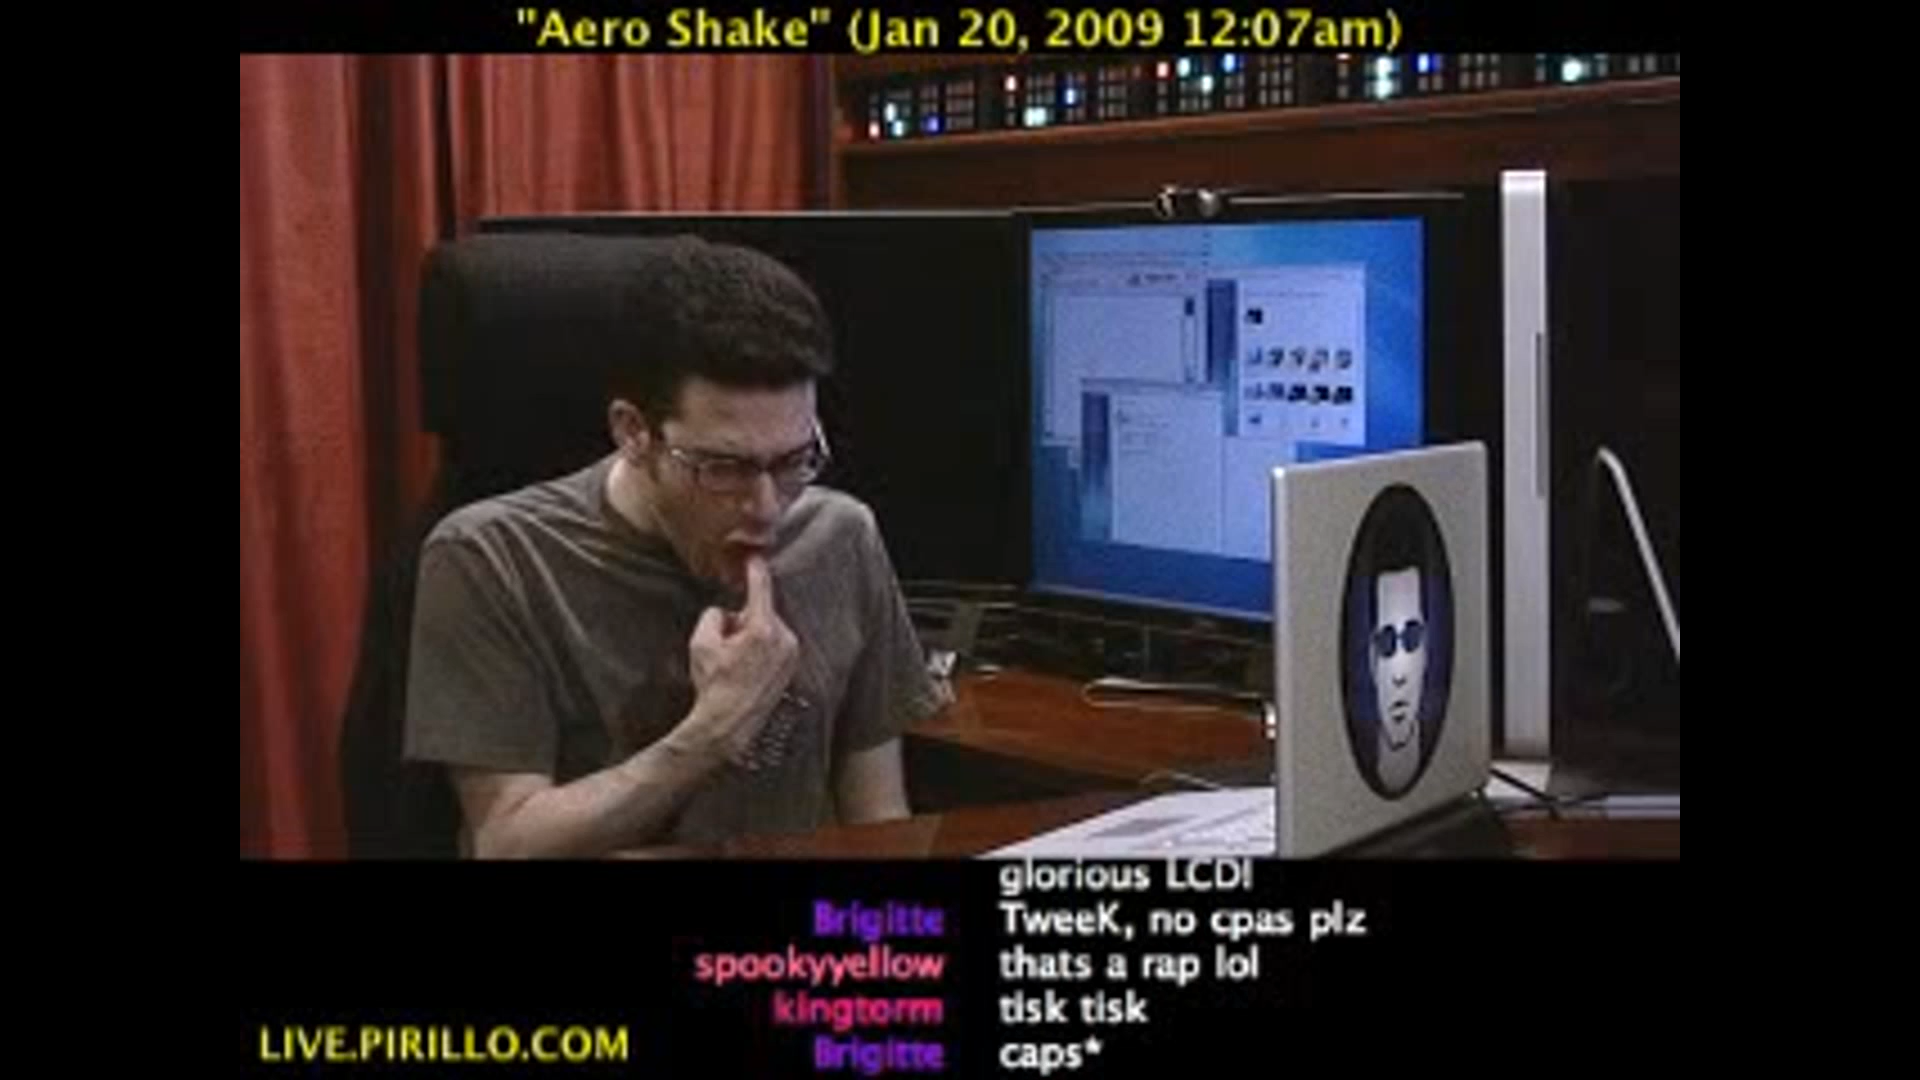 "Aero Shake" (Jan 20, 2009 12:07am)
glorious LCD!
Brigitte TweeK, no cpas plz
spookyyellow thats a rap lol
kingtorm tisk tisk
Brigitte caps*
LIVE.PIRILLO.COM